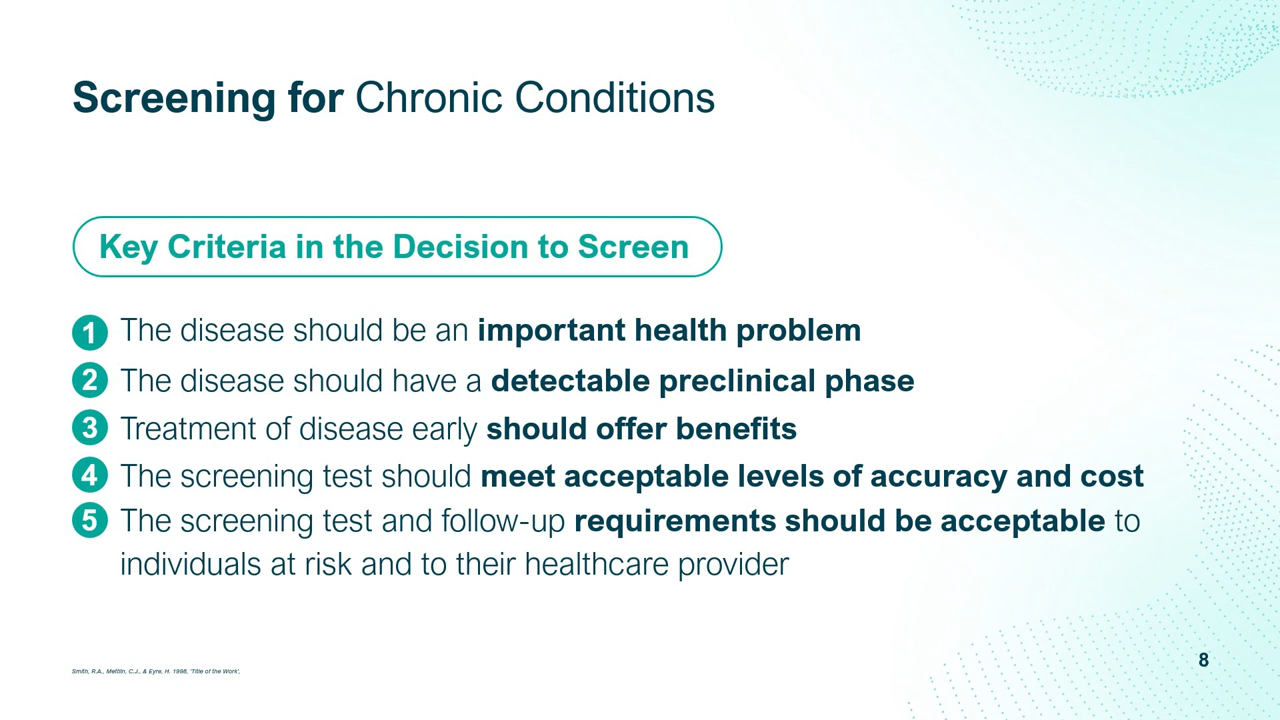 Screening for Chronic Conditions
Key Criteria in the Decision to Screen
1 The disease should be an important health problem
2 The disease should have a detectable preclinical phase
3 Treatment of disease early should offer benefits
4 The screening test should meet acceptable levels of accuracy and cost
5 The screening test and follow-up requirements should be acceptable to
individuals at risk and to their healthcare provider
Smith, R.A., Mettlin, C.J., & Eyre, H. 1998, 'Title of the Work',
8